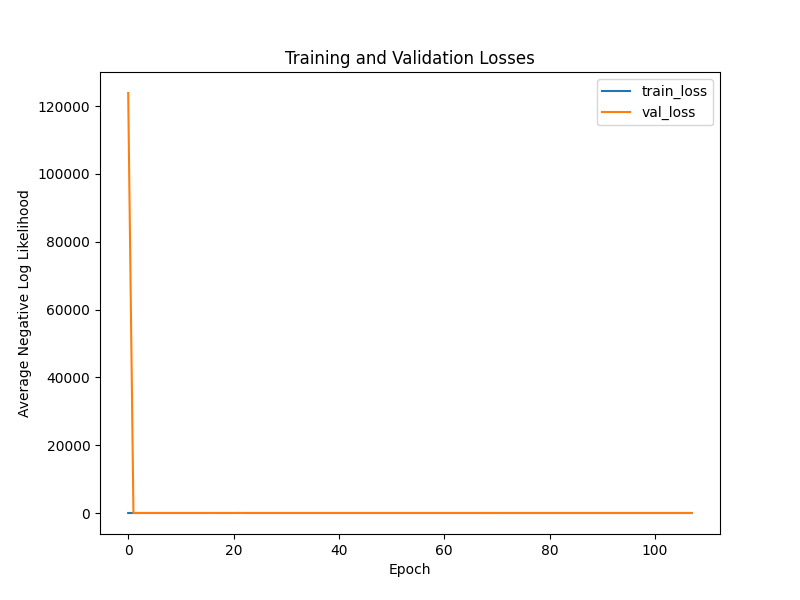 Training and Validation Losses
train_loss
val_loss
Average Negative Log Likelihood
120000
100000
80000
60000
40000
20000
0
0 20 40 60 80 100
Epoch